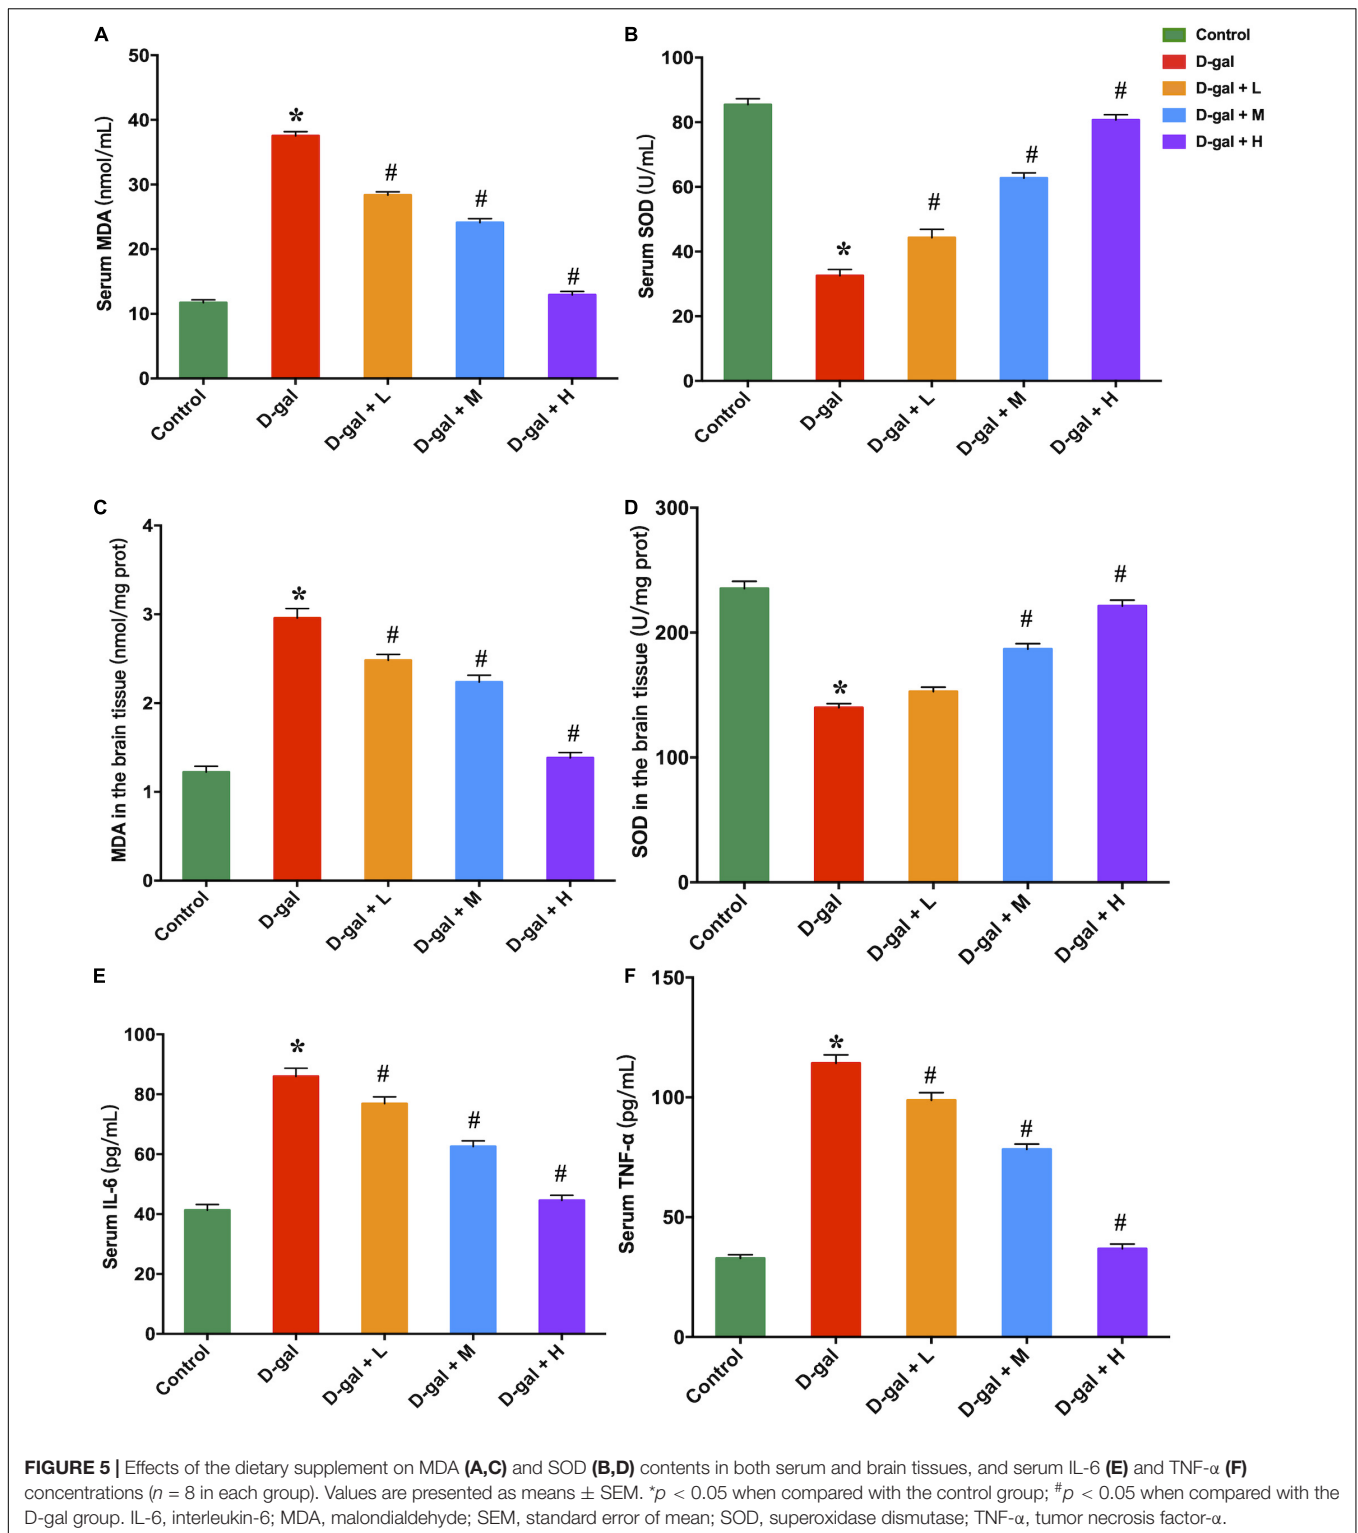 A
50
40
30
20
10
0
Serum MDA (nmol/mL)
*
#
#
#
Control
D-gal
D-gal + L
D-gal + M
D-gal + H
B
100
80
60
40
20
0
Serum SOD (U/mL)
*
#
#
#
Control
D-gal
D-gal + L
D-gal + M
D-gal + H
Control
D-gal
D-gal + L
D-gal + M
D-gal + H
C
4
3
2
1
0
MDA in the brain tissue (nmol/mg prot)
*
#
#
#
Control
D-gal
D-gal + L
D-gal + M
D-gal + H
D
300
200
100
0
SOD in the brain tissue (U/mg prot)
*
#
#
Control
D-gal
D-gal + L
D-gal + M
D-gal + H
E
100
80
60
40
20
0
Serum IL-6 (pg/mL)
*
#
#
#
Control
D-gal
D-gal + L
D-gal + M
D-gal + H
F
150
100
50
0
Serum TNF-α (pg/mL)
*
#
#
#
Control
D-gal
D-gal + L
D-gal + M
D-gal + H
FIGURE 5 | Effects of the dietary supplement on MDA (A,C) and SOD (B,D) contents in both serum and brain tissues, and serum IL-6 (E) and TNF-α (F)
concentrations (n = 8 in each group). Values are presented as means ± SEM. *p < 0.05 when compared with the control group; #p < 0.05 when compared with the
D-gal group. IL-6, interleukin-6; MDA, malondialdehyde; SEM, standard error of mean; SOD, superoxidase dismutase; TNF-α, tumor necrosis factor-α.